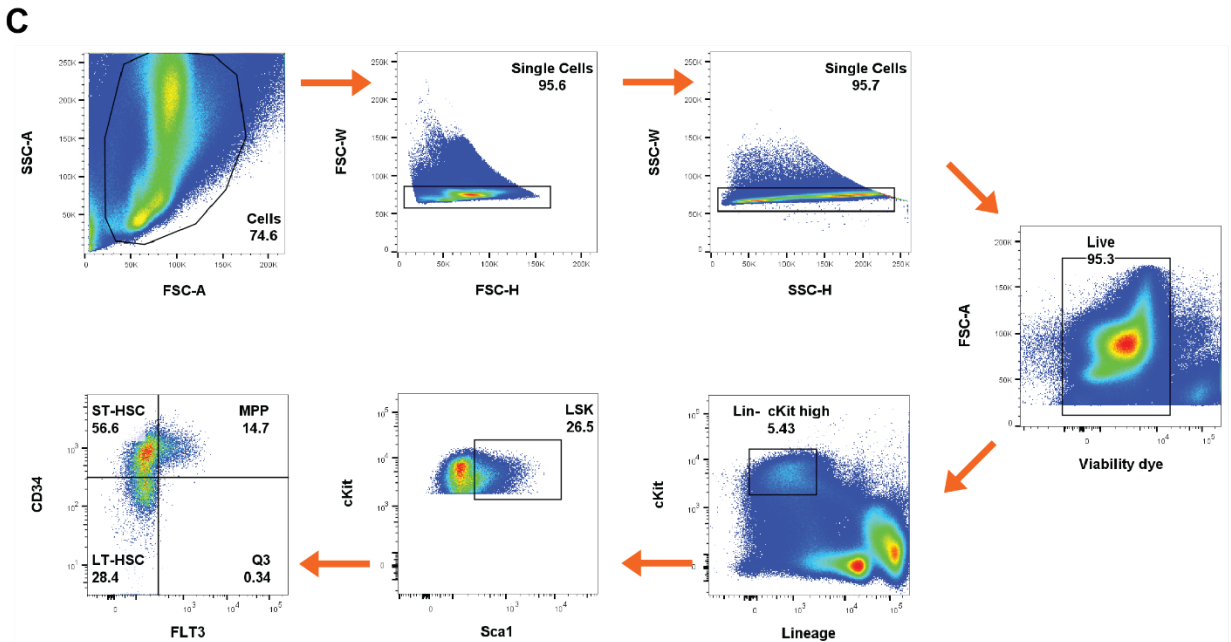 C
Cells
74.6
SSC-A
250K
200K
150K
100K
50K
0
0
50K
100K
150K
200K
FSC-A
Single Cells
95.6
FSC-W
250K
200K
150K
100K
50K
0
0
50K
100K
150K
200K
FSC-H
Single Cells
95.7
SSC-W
250K
200K
150K
100K
50K
0
0
50K
100K
150K
200K
250K
SSC-H
Live
95.3
FSC-A
200K
150K
100K
50K
0
0
10^4
10^5
Viability dye
Lin- cKit high
5.43
cKit
10^5
10^4
10^3
0
0
10^3
10^4
10^5
Lineage
LSK
26.5
cKit
10^5
10^4
10^3
0
0
10^3
10^4
10^5
Sca1
ST-HSC
56.6
MPP
14.7
LT-HSC
28.4
Q3
0.34
CD34
10^3
10^2
10^1
0
10^3
10^4
10^5
FLT3